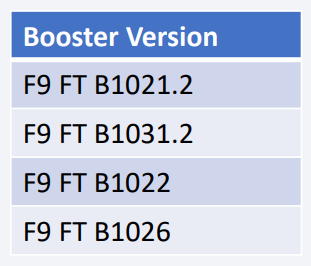 Booster Version
F9 FT B1021.2
F9 FT B1031.2
F9 FT B1022
F9 FT B1026